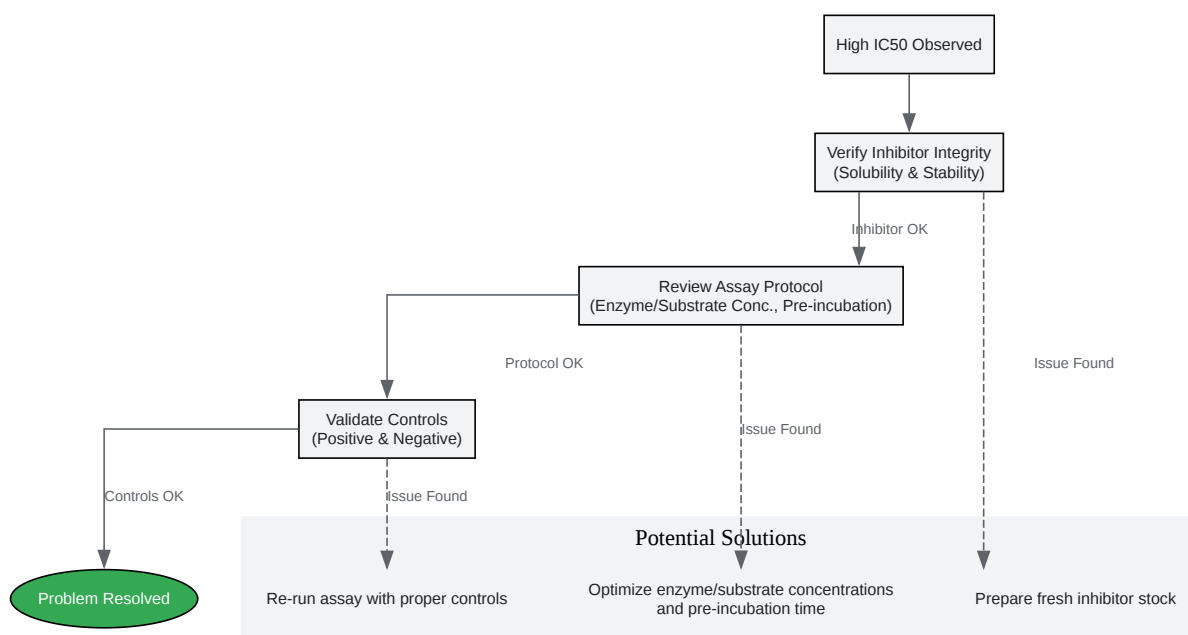 High IC50 Observed
Verify Inhibitor Integrity
(Solubility & Stability)
Inhibitor OK
Review Assay Protocol
(Enzyme/Substrate Conc., Pre-incubation)
Protocol OK
Issue Found
Validate Controls
(Positive & Negative)
Issue Found
Controls OK
Issue Found
Potential Solutions
Problem Resolved
Re-run assay with proper controls
Optimize enzyme/substrate concentrations
and pre-incubation time
Prepare fresh inhibitor stock